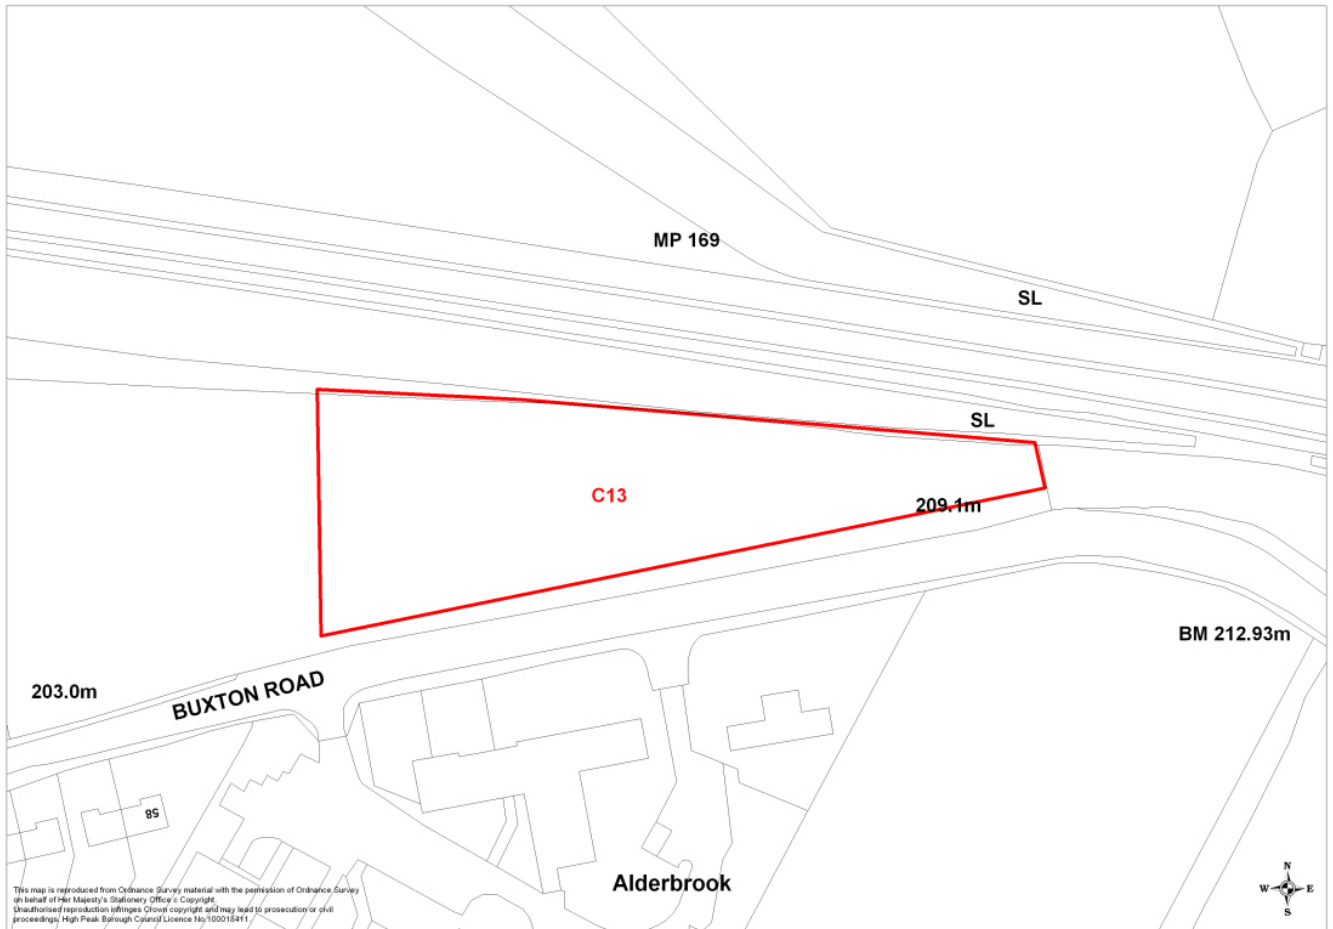 MP 169
SL
SL
C13
209.1m
BM 212.93m
203.0m
BUXTON ROAD
58
Alderbrook
N
W E
S
This map is reproduced from Ordnance Survey material with the permission of Ordnance Survey
on behalf of Her Majesty's Stationery Office c Copyright.
Unauthorised reproduction infringes Crown copyright and may lead to prosecution or civil
proceedings. High Peak Borough Council Licence No.100018411.